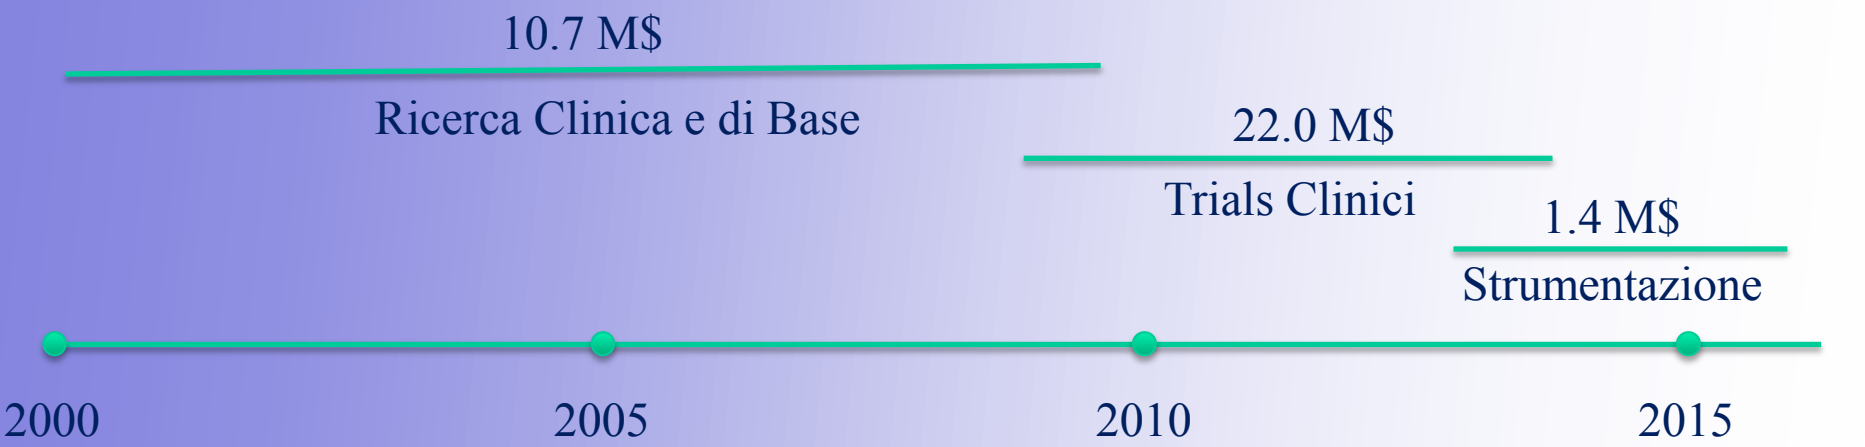 10.7 M$
Ricerca Clinica e di Base
22.0 M$
Trials Clinici
1.4 M$
Strumentazione
2000
2005
2010
2015